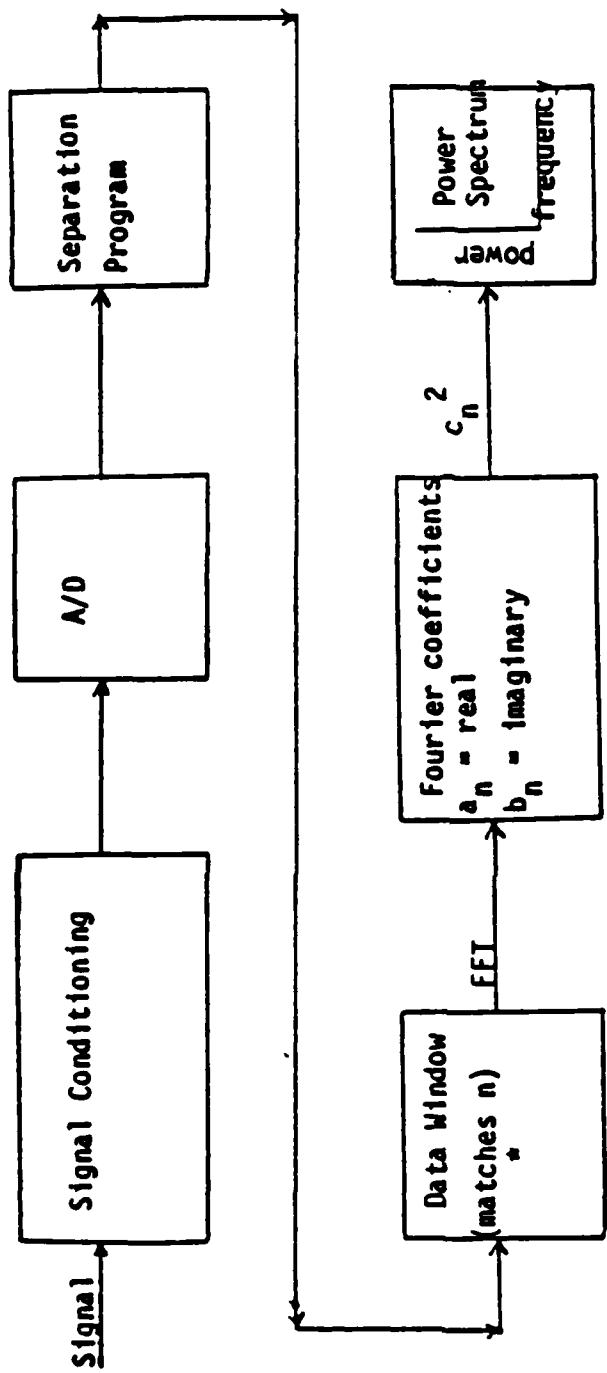 Signal
Signal Conditioning
A/D
Separation
Program
Data Window
(matches n)
*
FFT
Fourier coefficients
a_n = real
b_n = imaginary
c_n^2
Power
Spectrum
power
frequency